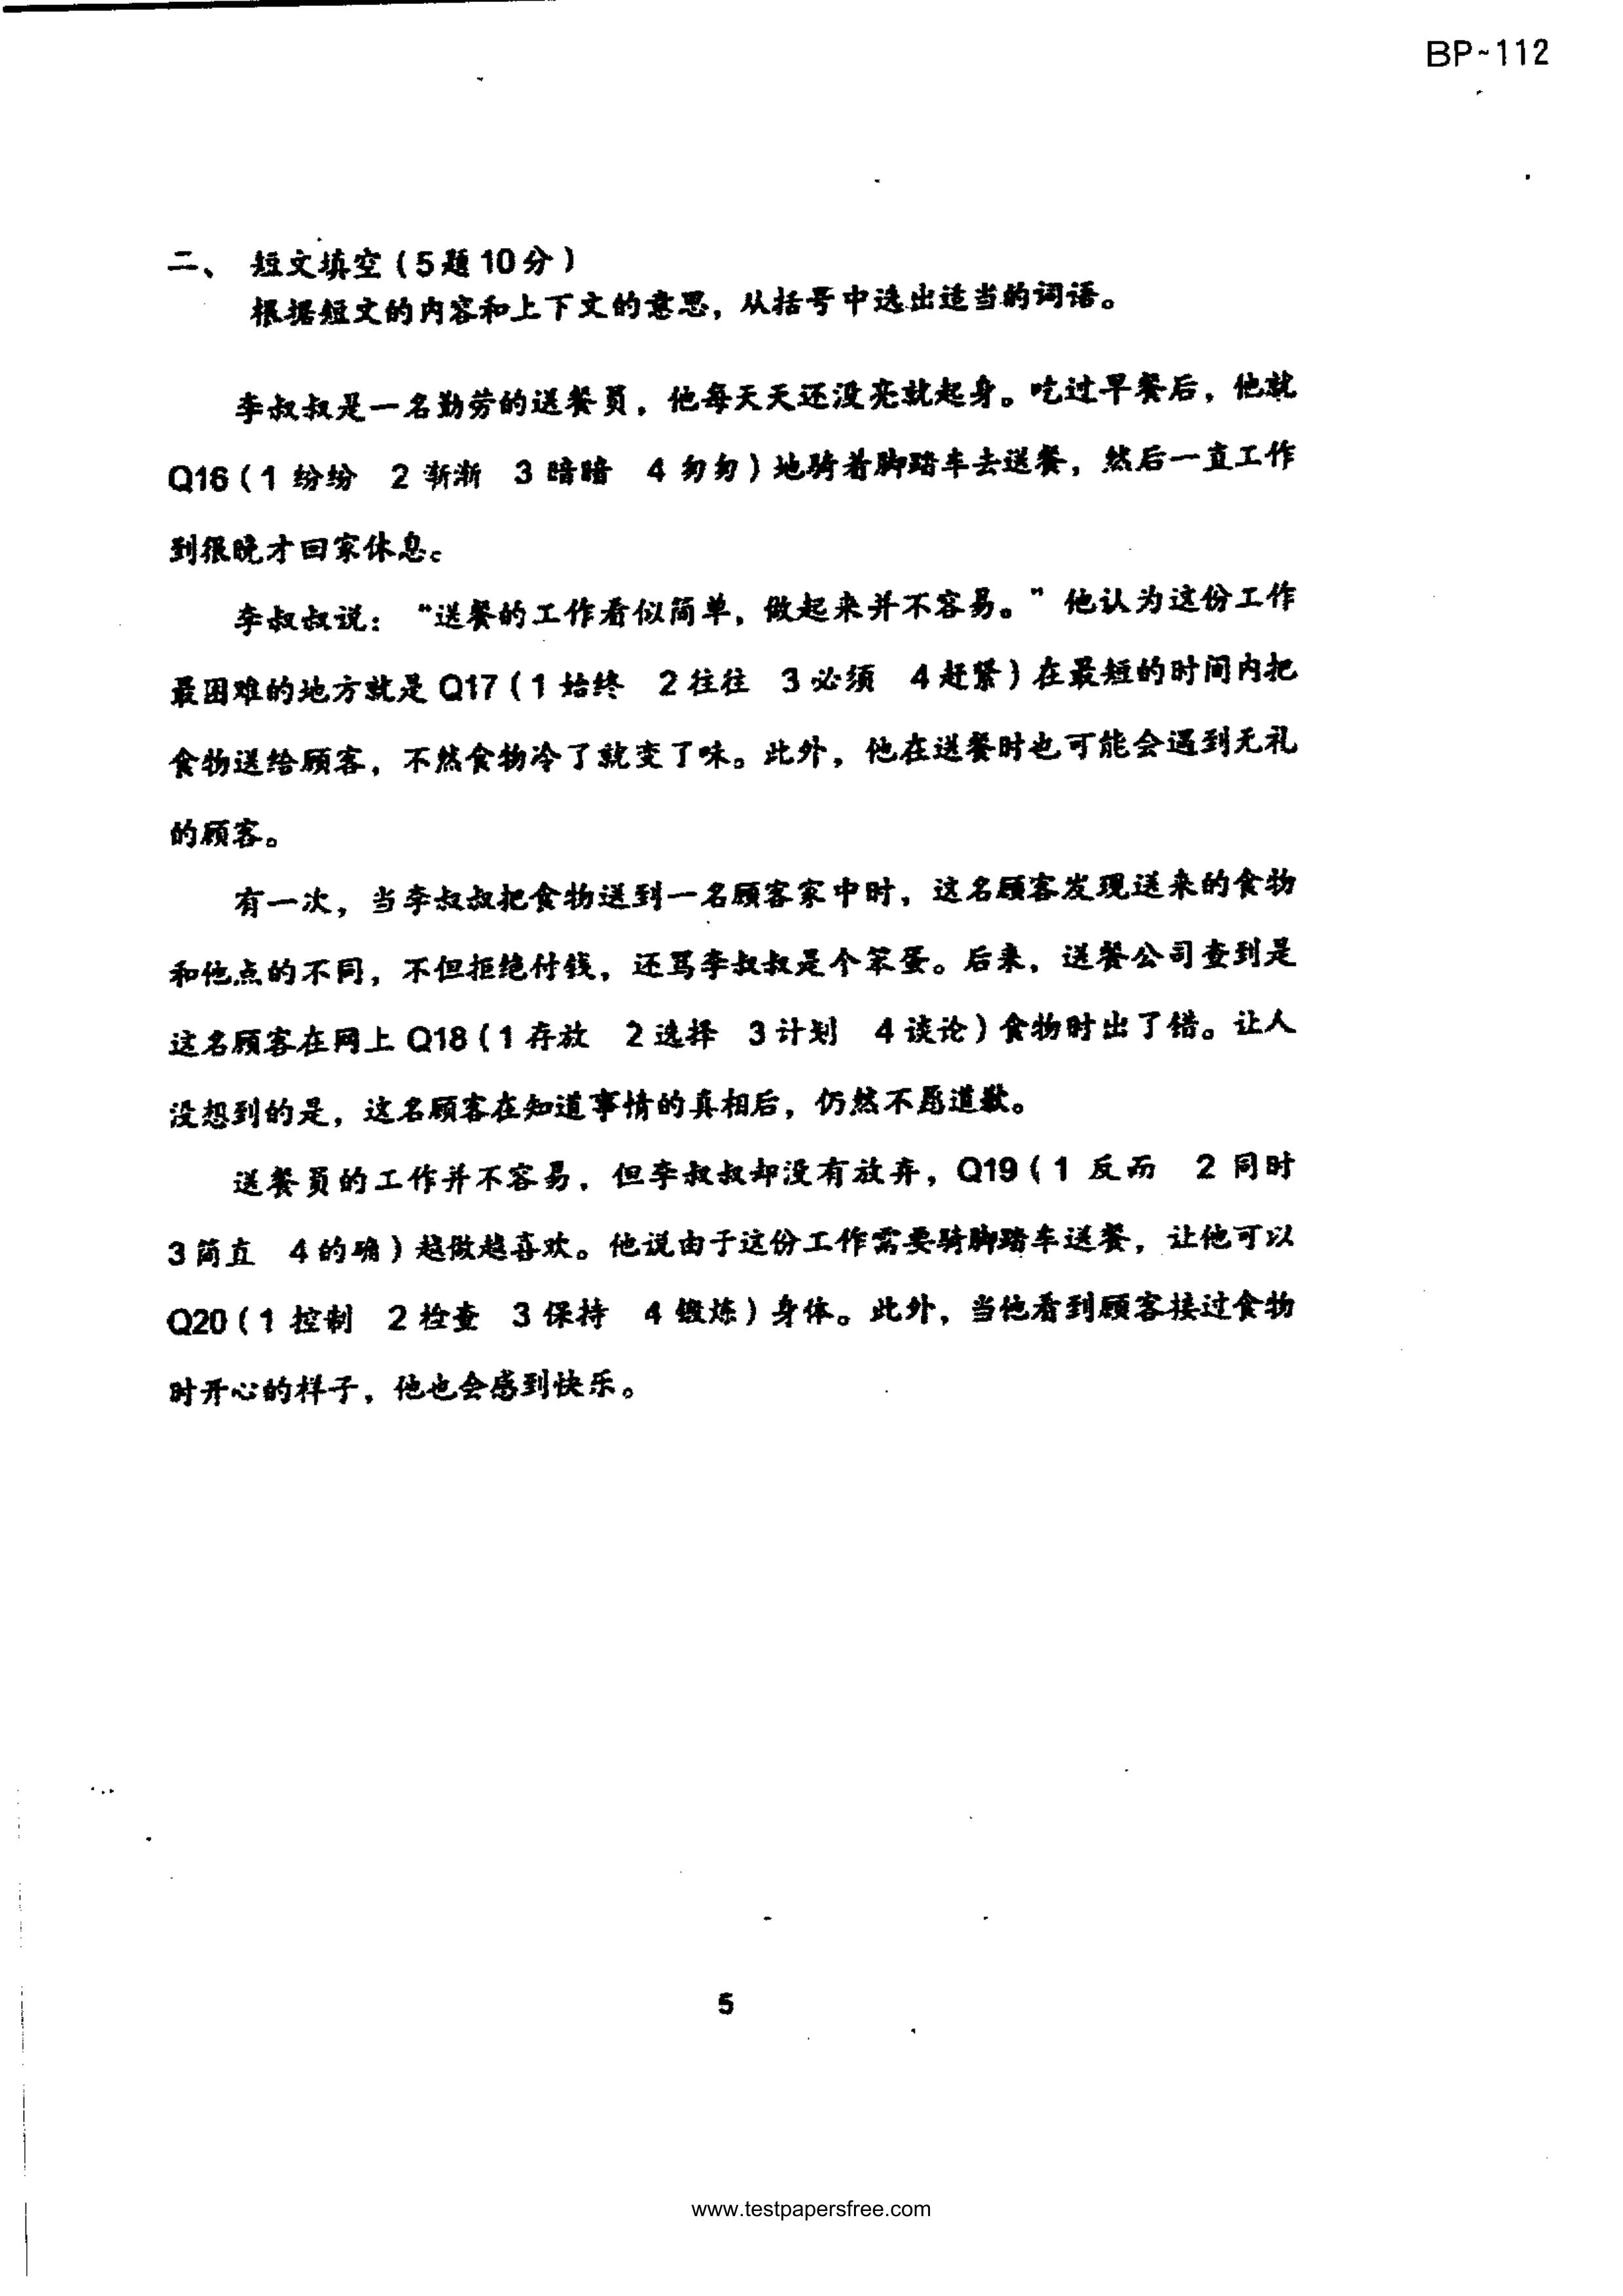 BP~112
二、 短文填空(5题10分)
根据短文的内容和上下文的意思，从括号中选出适当的词语。
李叔叔是一名勤劳的送餐员，他每天天还没亮就起身。吃过早餐后，他就
Q16(1 纷纷 2 渐渐 3 暗暗 4 匆匆)地骑着脚踏车去送餐，然后一直工作
到很晚才回家休息。
李叔叔说：“送餐的工作看似简单，做起来并不容易。”他认为这份工作
最困难的地方就是Q17(1 始终 2 往往 3 必须 4 赶紧)在最短的时间内把
食物送给顾客，不然食物冷了就变了味。此外，他在送餐时也可能会遇到无礼
的顾客。
有一次，当李叔叔把食物送到一名顾客家中时，这名顾客发现送来的食物
和他点的不同，不但拒绝付钱，还骂李叔叔是个笨蛋。后来，送餐公司查到是
这名顾客在网上Q18(1 存放 2 选择 3 计划 4 谈论)食物时出了错。让人
没想到的是，这名顾客在知道事情的真相后，仍然不愿道歉。
送餐员的工作并不容易，但李叔叔却没有放弃，Q19(1 反而 2 同时
3 简直 4 的确)越做越喜欢。他说由于这份工作需要骑脚踏车送餐，让他可以
Q20(1 控制 2 检查 3 保持 4 锻炼)身体。此外，当他看到顾客接过食物
时开心的样子，他也会感到快乐。
5
www.testpapersfree.com